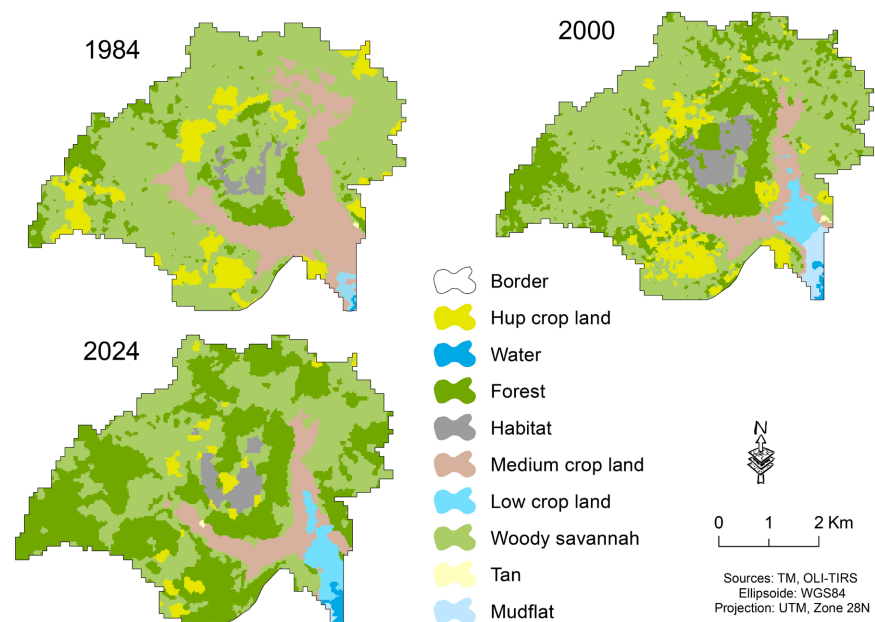 1984
2000
2024
Border
Hup crop land
Water
Forest
Habitat
Medium crop land
Low crop land
Woody savannah
Tan
Mudflat
N
0 1 2 Km
Sources: TM, OLI-TIRS
Ellipsoide: WGS84
Projection: UTM, Zone 28N